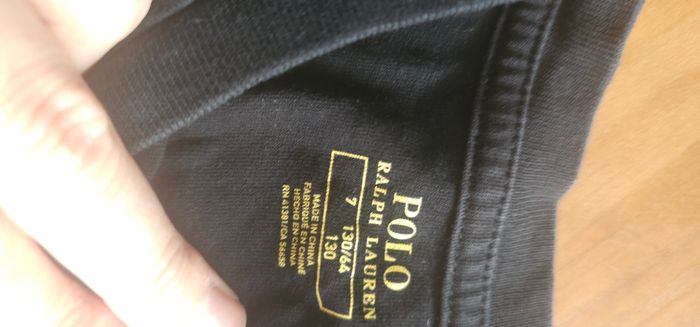 POLO
RALPH LAUREN
7 130/64
130
MADE IN CHINA
FABRIQUÉ EN CHINE
HECHO EN CHINA
RN 41381/CA 56658